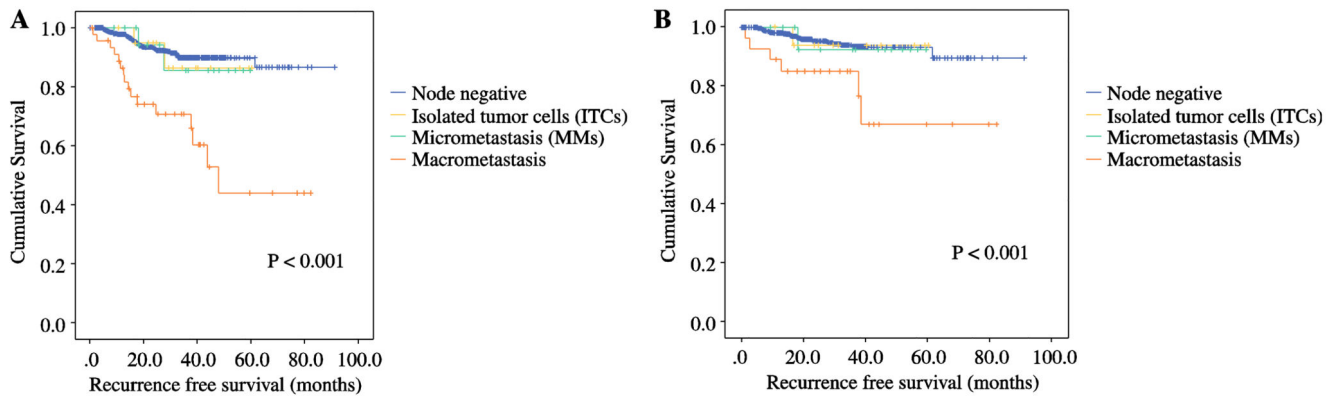 A
Cumulative Survival
1.0
0.8
0.6
0.4
0.2
0.0
.0 20.0 40.0 60.0 80.0 100.0
Recurrence free survival (months)
P < 0.001
Node negative
Isolated tumor cells (ITCs)
Micrometastasis (MMs)
Macrometastasis
B
Cumulative Survival
1.0
0.8
0.6
0.4
0.2
0.0
.0 20.0 40.0 60.0 80.0 100.0
Recurrence free survival (months)
P < 0.001
Node negative
Isolated tumor cells (ITCs)
Micrometastasis (MMs)
Macrometastasis